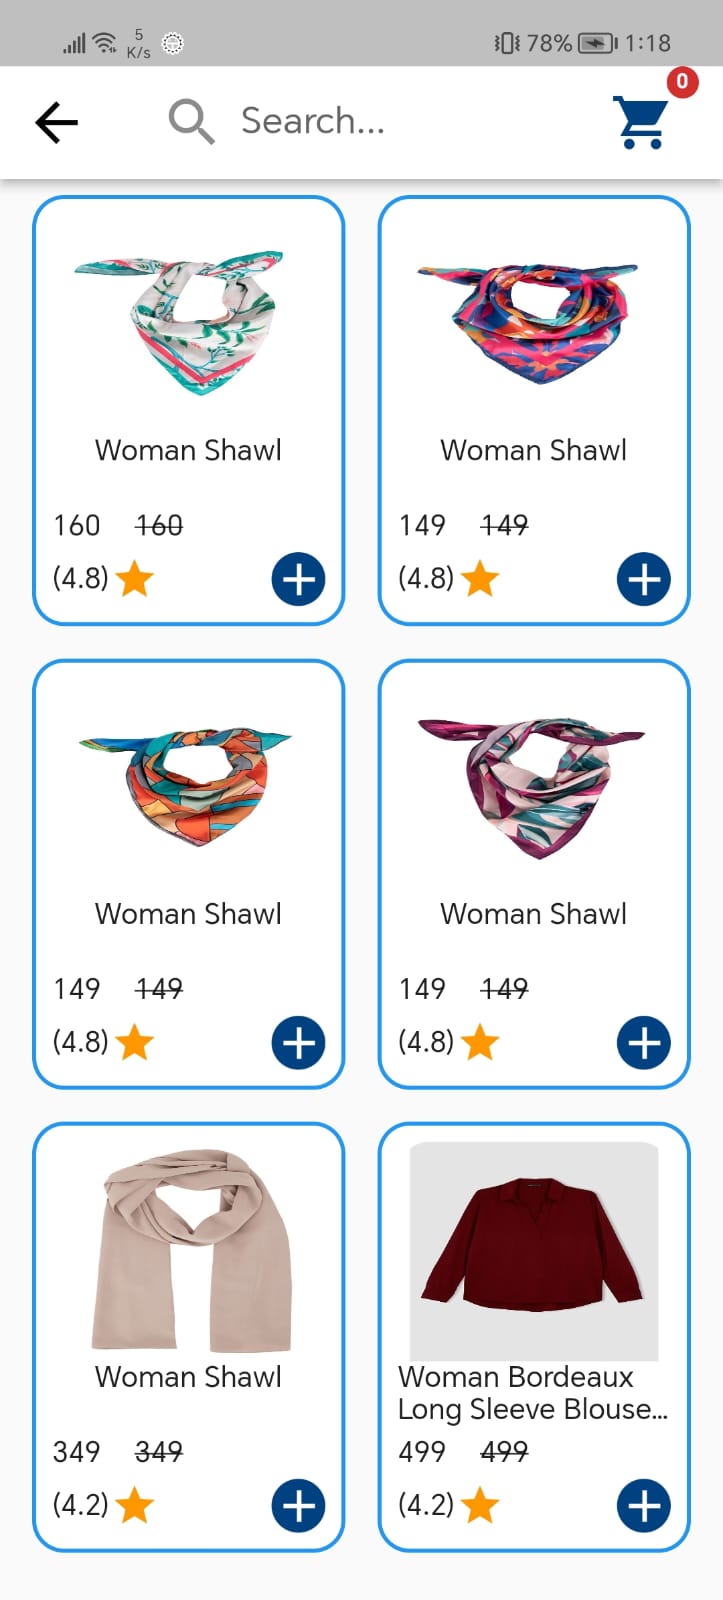 5
K/s
78%
1:18
0
Search...
Woman Shawl
Woman Shawl
160 160
149 149
(4.8)
(4.8)
Woman Shawl
Woman Shawl
149 149
149 149
(4.8)
(4.8)
Woman Shawl
Woman Bordeaux
Long Sleeve Blouse...
349 349
499 499
(4.2)
(4.2)